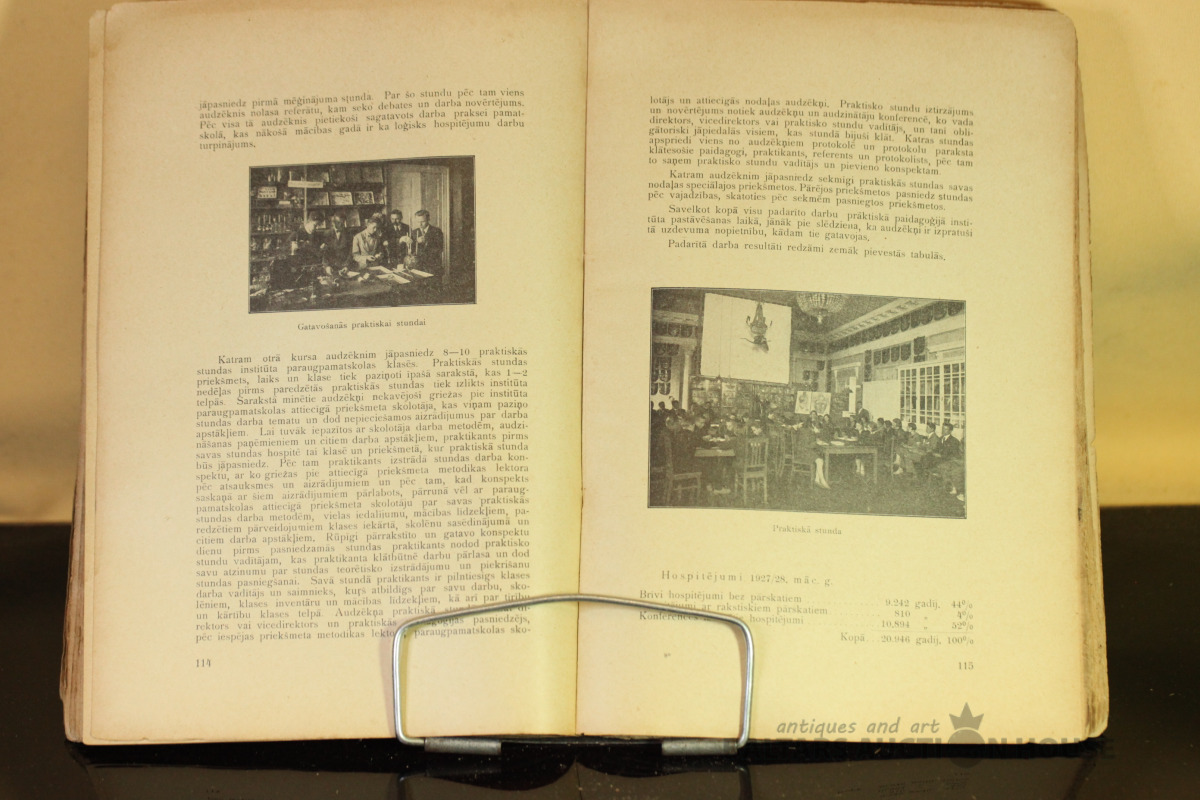 jāpasniedz pirmā mēģinājuma stunda. Par šo stundu pēc tam viens
audzēknis nolasa referātu, kam seko debates un darba novērtējums.
Pēc visa tā audzēknis pietiekoši sagatavots darba praksei pamat-
skolā, kas nākošā mācības gadā ir kā loģisks hospitējumu darbu
turpinājums.
Gatavošanās praktiskai stundai
Katram otrā kursa audzēknim jāpasniedz 8—10 praktiskās
stundas institūta paraugpamatskolas klasēs. Praktiskās stundas
priekšmets, laiks un klase tiek paziņoti īpašā sarakstā, kas 1—2
nedēļas pirms paredzētās praktiskās stundas tiek izlikts institūta
telpās. Sarakstā minētie audzēkņi nekavējoši griežas pie institūta
paraugpamatskolas attiecīgā priekšmeta skolotāja, kas viņam paziņo
stundas darba tematu un dod nepieciešamos aizrādījumus par darba
apstākļiem. Lai tuvāk iepazītos ar skolotāja darba metodēm, audzi-
nāšanas paņēmieniem un citiem darba apstākļiem, praktikants pirms
savas stundas hospitē tai klasē un priekšmetā, kur praktiskā stunda
būs jāpasniedz. Pēc tam praktikants izstrādā stundas darba kon-
spektu, ar ko griežas pie attiecīgā priekšmeta metodikas lektora
pēc atsauksmes un aizrādījumiem un pēc tam, kad konspekts
saskaņā ar šiem aizrādījumiem pārlabots, pārrunā vēl ar paraug-
pamatskolas attiecīgā priekšmeta skolotāju par savas praktiskās
stundas darba metodēm, vielas iedalījumu, mācības līdzekļiem, pa-
redzētiem pārveidojumiem klases iekārtā, skolēnu sasēdinājumā un
citiem darba apstākļiem. Rūpīgi pārrakstīto un gatavo konspektu
dienu pirms pasniedzamās stundas praktikants nodod praktisko
stundu vadītājam, kas praktikanta klātbūtnē darbu pārlasa un dod
savu atzinumu par stundas teorētisko izstrādājumu un piekrišanu
stundas pasniegšanai. Savā stundā praktikants ir pilntiesīgs klases
darba vadītājs un saimnieks, kuŗš atbildīgs par savu darbu, sko-
lēniem, klases inventāru un mācības līdzekļiem, kā arī par tīrību
un kārtību klases telpā. Audzēkņa praktiskā
rektors vai vicedirektors un praktiskās pasniedzējs,
pēc iespējas priekšmeta metodikas paraugpamatskolas sko-
114
lotājs un attiecīgās nodaļas audzēkņi. Praktisko stundu iztirzājums
un novērtējums notiek audzēkņu un audzinātāju konferencē, ko vada
direktors, vicedirektors vai praktisko stundu vadītājs, un tanī obli-
gātoriski jāpiedalās visiem, kas stundā bijuši klāt. Katras stundas
apspriedi viens no audzēkņiem protokolē un protokolu paraksta
klātesošie paidagogi, praktikants, referents un protokolists, pēc tam
to saņem praktisko stundu vadītājs un pievieno konspektam.
Katram audzēknim jāpasniedz sekmīgi praktiskās stundas savas
nodaļas speciālajos priekšmetos. Pārējos priekšmetos pasniedz stundas
pēc vajadzības, skatoties pēc sekmēm pasniegtos priekšmetos.
Savelkot kopā visu padarīto darbu prāktiskā paidagoģijā insti-
tūta pastāvēšanas laikā, jānāk pie slēdziena, ka audzēkņi ir izpratuši
tā uzdevuma nopietnību, kādam tie gatavojas.
Padarītā darba resultāti redzāmi zemāk pievestās tabulās.
Praktiskā stunda
Hospitējumi 1927/28. māc. g.
Brīvi hospitējumi bez pārskatiem 9.242 gadij. 44%
ar rakstiskiem pārskatiem 810 „ 4%
hospitējumi 10.894 „ 52%
Kopā 20.946 gadij. 100%
115
antiques and art